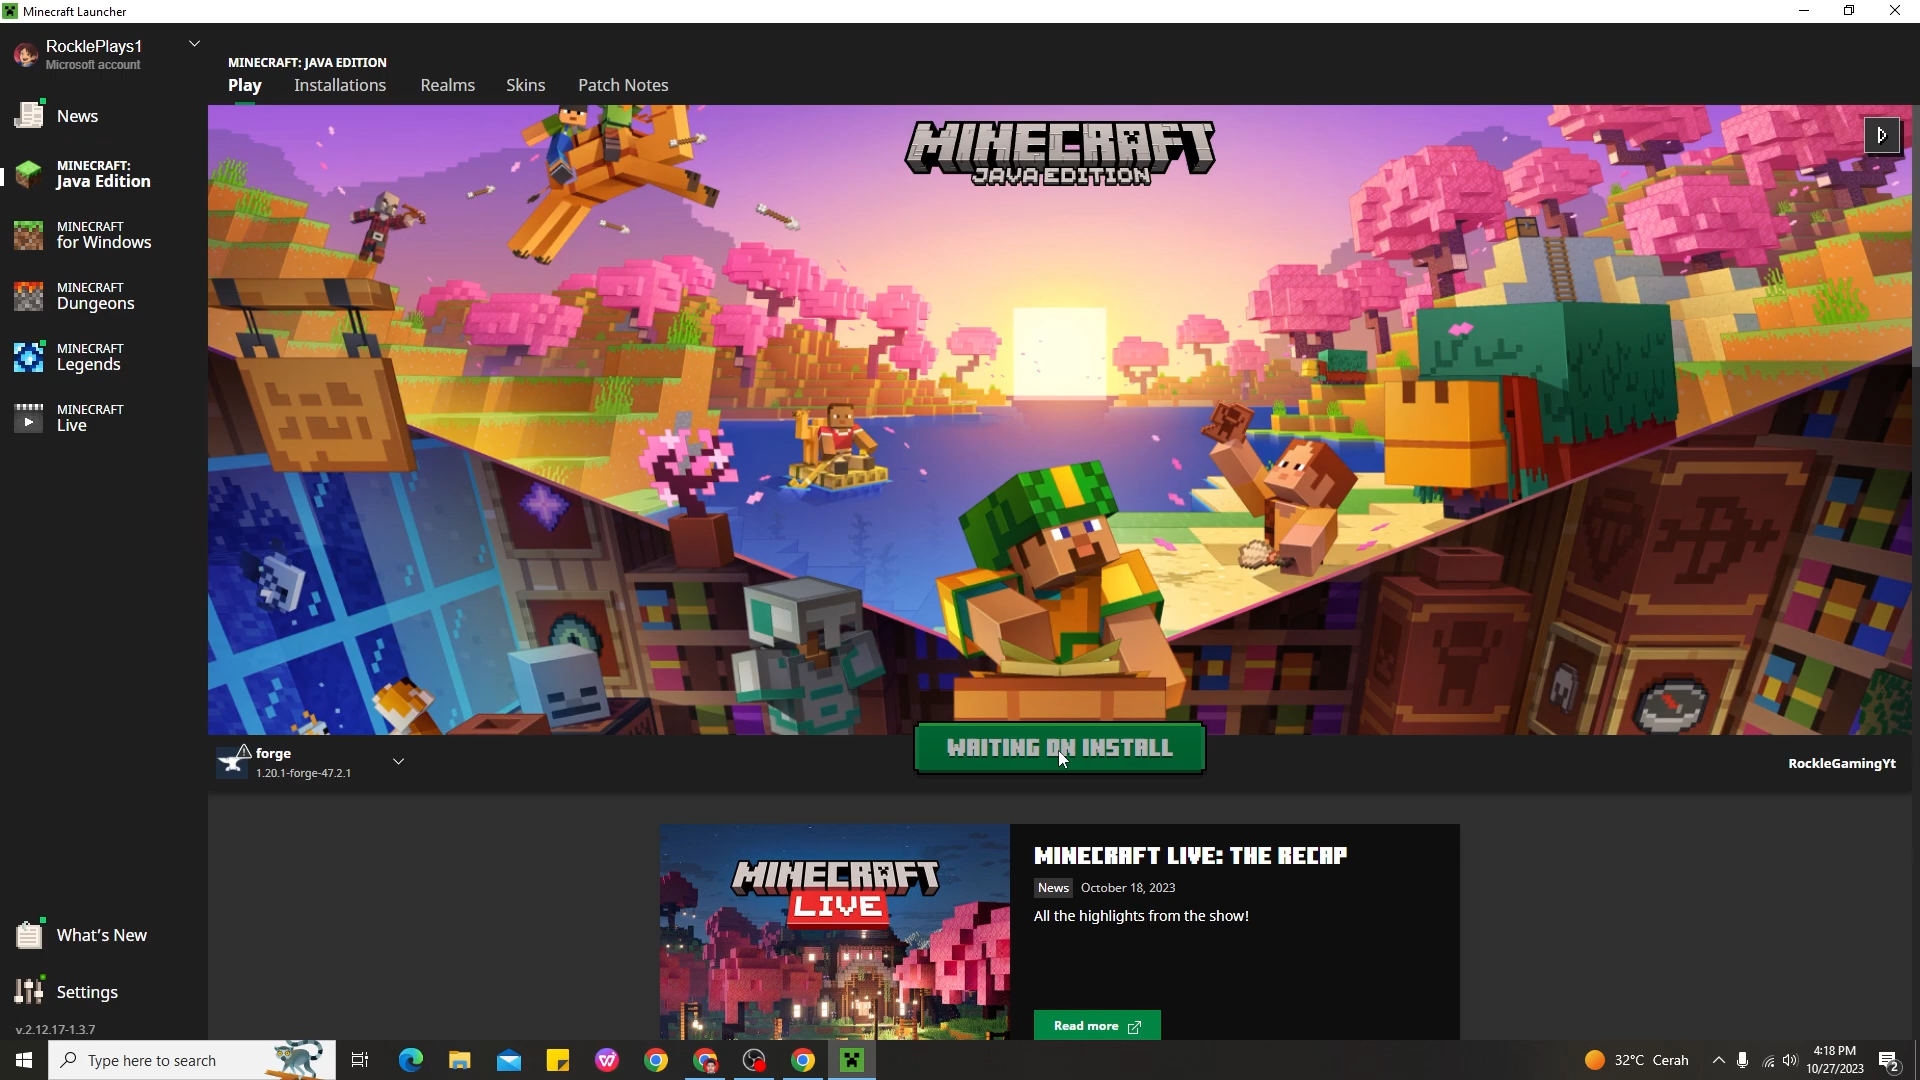 Minecraft Launcher
RocklePlays1
Microsoft account
MINECRAFT: JAVA EDITION
Play Installations Realms Skins Patch Notes
News
MINECRAFT:
Java Edition
MINECRAFT
for Windows
MINECRAFT
Dungeons
MINECRAFT
Legends
MINECRAFT
Live
MINECRAFT
JAVA EDITION
forge
1.20.1-forge-47.2.1
WAITING ON INSTALL
RockleGamingYt
MINECRAFT
LIVE
MINECRAFT LIVE: THE RECAP
News October 18, 2023
All the highlights from the show!
Read more
What's New
Settings
v.2.12.17-1.3.7
Type here to search
32°C Cerah
4:18 PM
10/27/2023
2